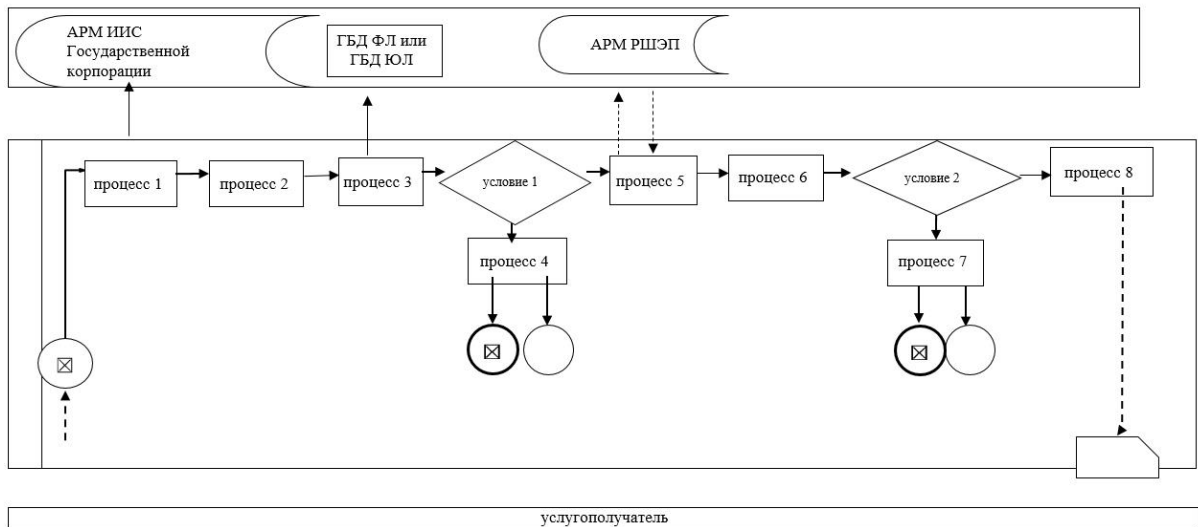 АРМ ИИС
Государственной
корпорации
ГБД ФЛ или
ГБД ЮЛ
АРМ РШЭП
процесс 1
процесс 2
процесс 3
условие 1
процесс 5
процесс 6
условие 2
процесс 8
процесс 4
процесс 7
услугополучатель